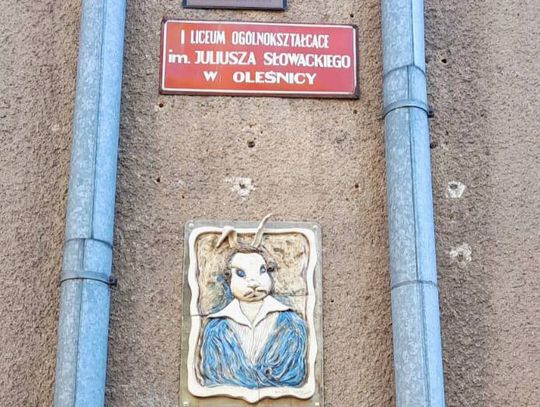 I LICEUM OGÓLNOKSZTAŁCĄCE
im. JULIUSZA SŁOWACKIEGO
W OLEŚNICY